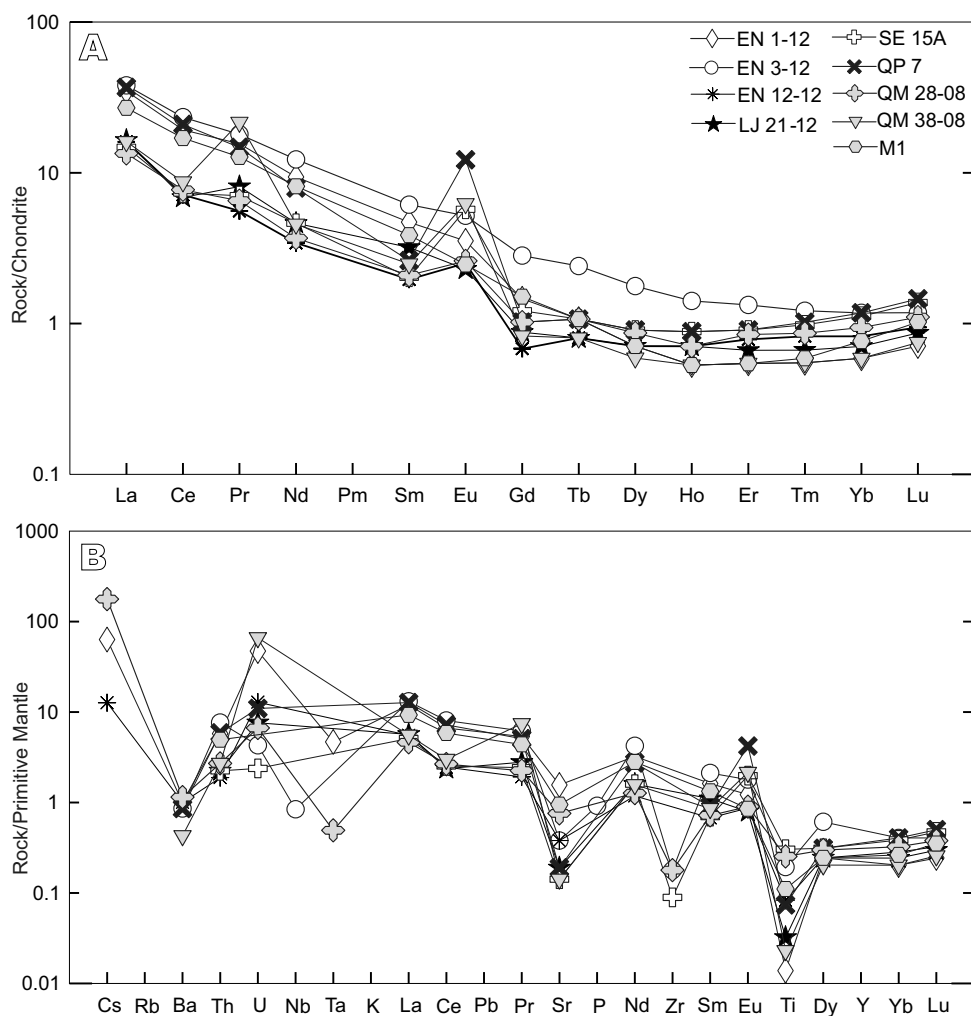 A
100
10
1
0.1
Rock/Chondrite
EN 1-12
EN 3-12
EN 12-12
LJ 21-12
SE 15A
QP 7
QM 28-08
QM 38-08
M1
La Ce Pr Nd Pm Sm Eu Gd Tb Dy Ho Er Tm Yb Lu
B
1000
100
10
1
0.1
0.01
Rock/Primitive Mantle
Cs Rb Ba Th U Nb Ta K La Ce Pb Pr Sr P Nd Zr Sm Eu Ti Dy Y Yb Lu